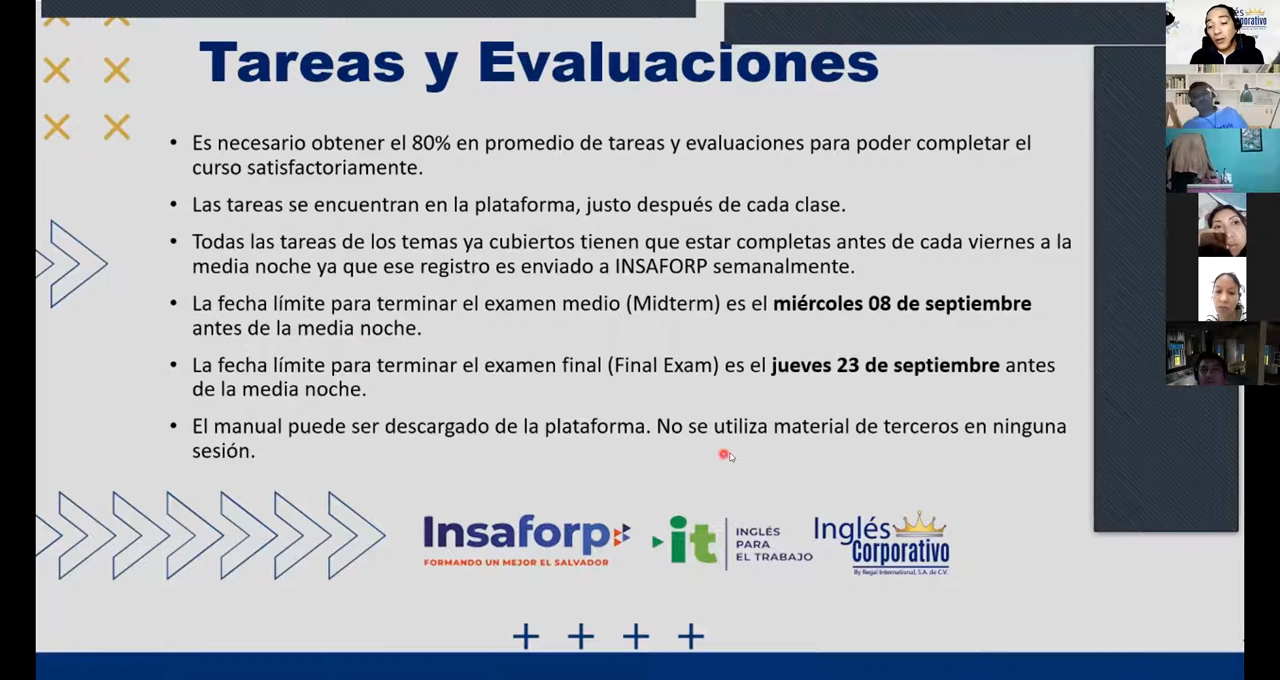 Tareas y Evaluaciones
• Es necesario obtener el 80% en promedio de tareas y evaluaciones para poder completar el
curso satisfactoriamente.
• Las tareas se encuentran en la plataforma, justo después de cada clase.
• Todas las tareas de los temas ya cubiertos tienen que estar completas antes de cada viernes a la
media noche ya que ese registro es enviado a INSAFORP semanalmente.
• La fecha límite para terminar el examen medio (Midterm) es el miércoles 08 de septiembre
antes de la media noche.
• La fecha límite para terminar el examen final (Final Exam) es el jueves 23 de septiembre antes
de la media noche.
• El manual puede ser descargado de la plataforma. No se utiliza material de terceros en ninguna
sesión.
Insaforp
FORMANDO UN MEJOR EL SALVADOR
it
INGLÉS
PARA
EL TRABAJO
Inglés
Corporativo
By Regal International, S.A. de C.V.